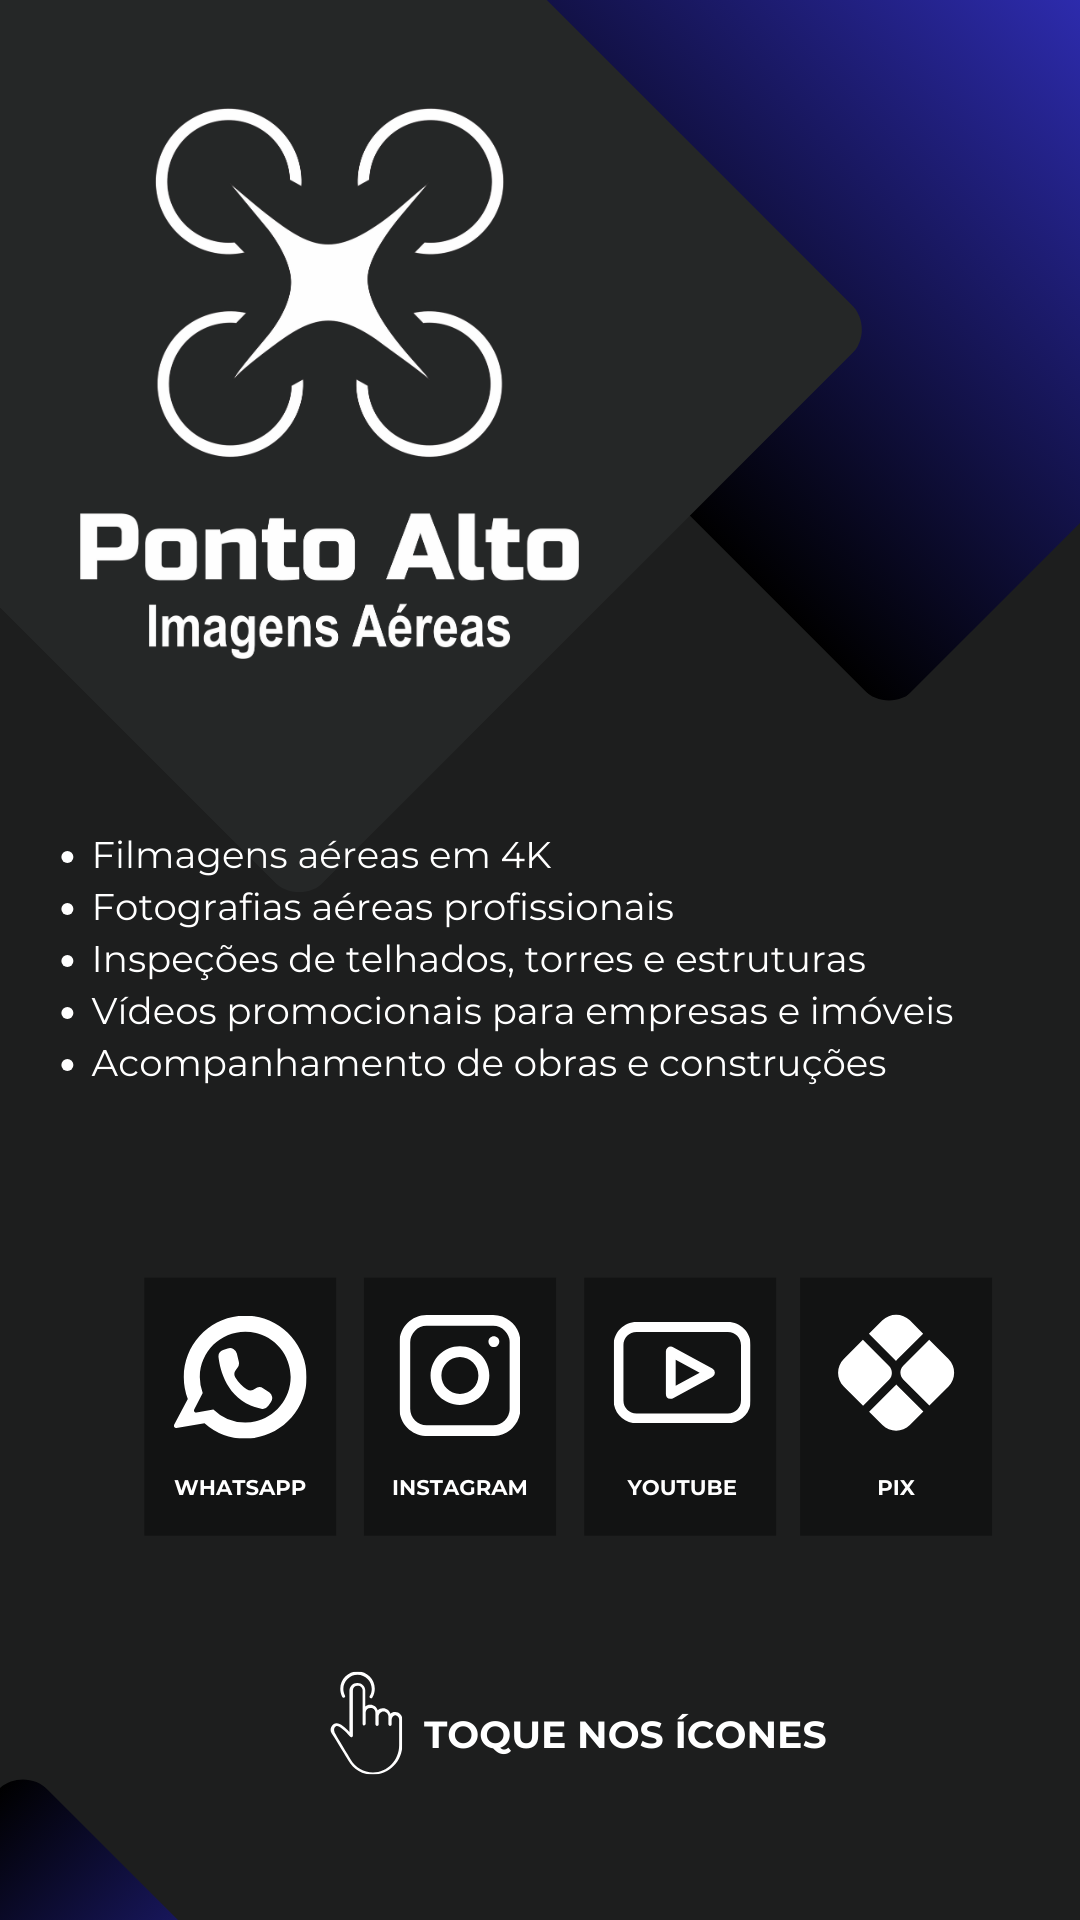 Ponto Alto
Imagens Aéreas
• Filmagens aéreas em 4K
• Fotografias aéreas profissionais
• Inspeções de telhados, torres e estruturas
• Vídeos promocionais para empresas e imóveis
• Acompanhamento de obras e construções
WHATSAPP INSTAGRAM YOUTUBE PIX
TOQUE NOS ÍCONES